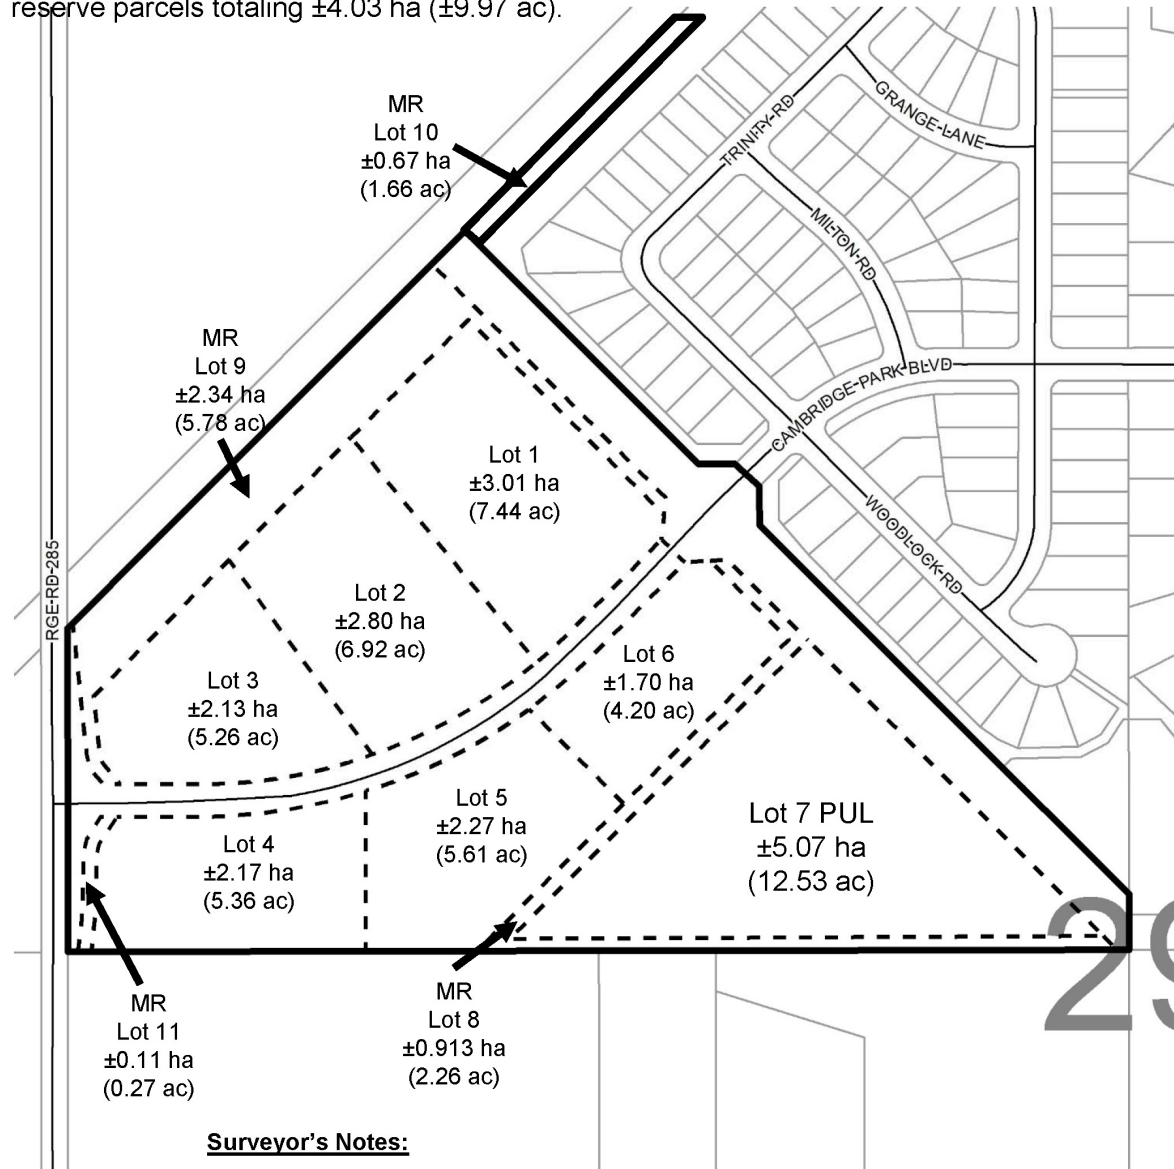 reserve parcels totaling ±4.03 ha (±9.97 ac).
MR
Lot 10
±0.67 ha
(1.66 ac)
GRANGE-LANE
TRINITY-RD
MILTON-RD
MR
Lot 9
±2.34 ha
(5.78 ac)
CAMBRIDGE-PARK-BLVD
Lot 1
±3.01 ha
(7.44 ac)
WOODLOCK-RD
RGE-RD-285
Lot 2
±2.80 ha
(6.92 ac)
Lot 6
±1.70 ha
(4.20 ac)
Lot 3
±2.13 ha
(5.26 ac)
Lot 5
±2.27 ha
(5.61 ac)
Lot 7 PUL
±5.07 ha
(12.53 ac)
Lot 4
±2.17 ha
(5.36 ac)
29
MR
Lot 11
±0.11 ha
(0.27 ac)
MR
Lot 8
±0.913 ha
(2.26 ac)
Surveyor's Notes: